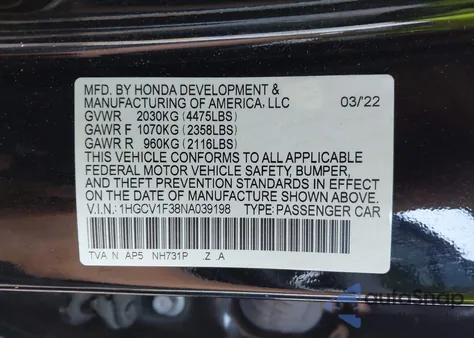 MFD. BY HONDA DEVELOPMENT &
MANUFACTURING OF AMERICA, LLC 03/22
GVWR 2030KG (4475LBS)
GAWR F 1070KG (2358LBS)
GAWR R 960KG (2116LBS)
THIS VEHICLE CONFORMS TO ALL APPLICABLE
FEDERAL MOTOR VEHICLE SAFETY, BUMPER,
AND THEFT PREVENTION STANDARDS IN EFFECT
ON THE DATE OF MANUFACTURE SHOWN ABOVE.
V.I.N.: 1HGCV1F38NA039198 TYPE: PASSENGER CAR
TVA N AP5 NH731P .Z .A
autoSnap